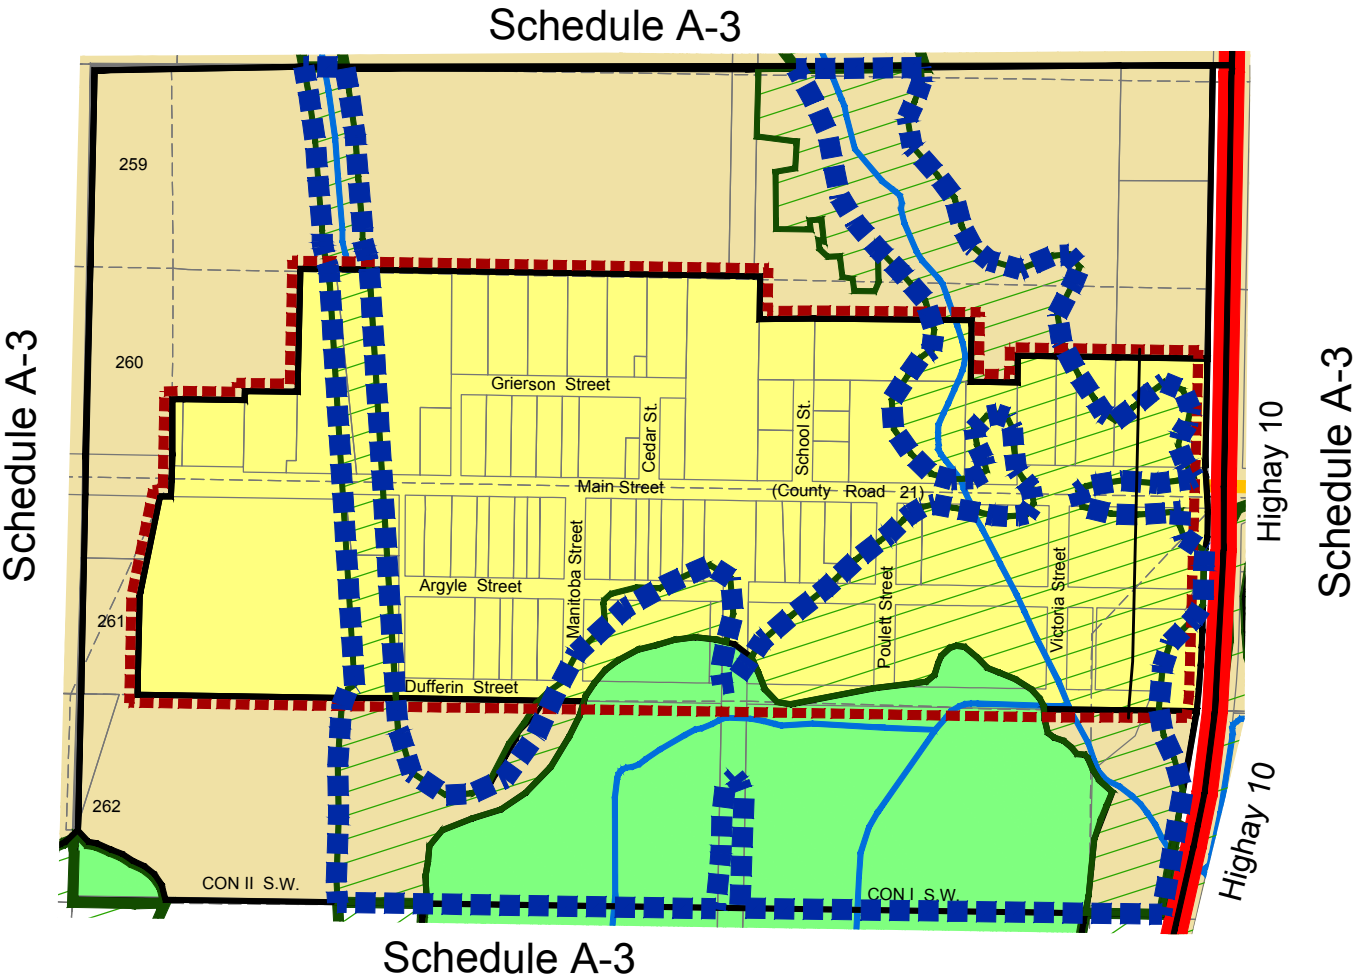 Schedule A-3
259
260
Schedule A-3
Schedule A-3
Grierson Street
Cedar St.
School St.
Highay 10
Main Street
(County Road 21)
Manitoba Street
Argyle Street
Poulett Street
Victoria Street
261
Dufferin Street
262
Highay 10
CON II S.W.
CON I S.W.
Schedule A-3